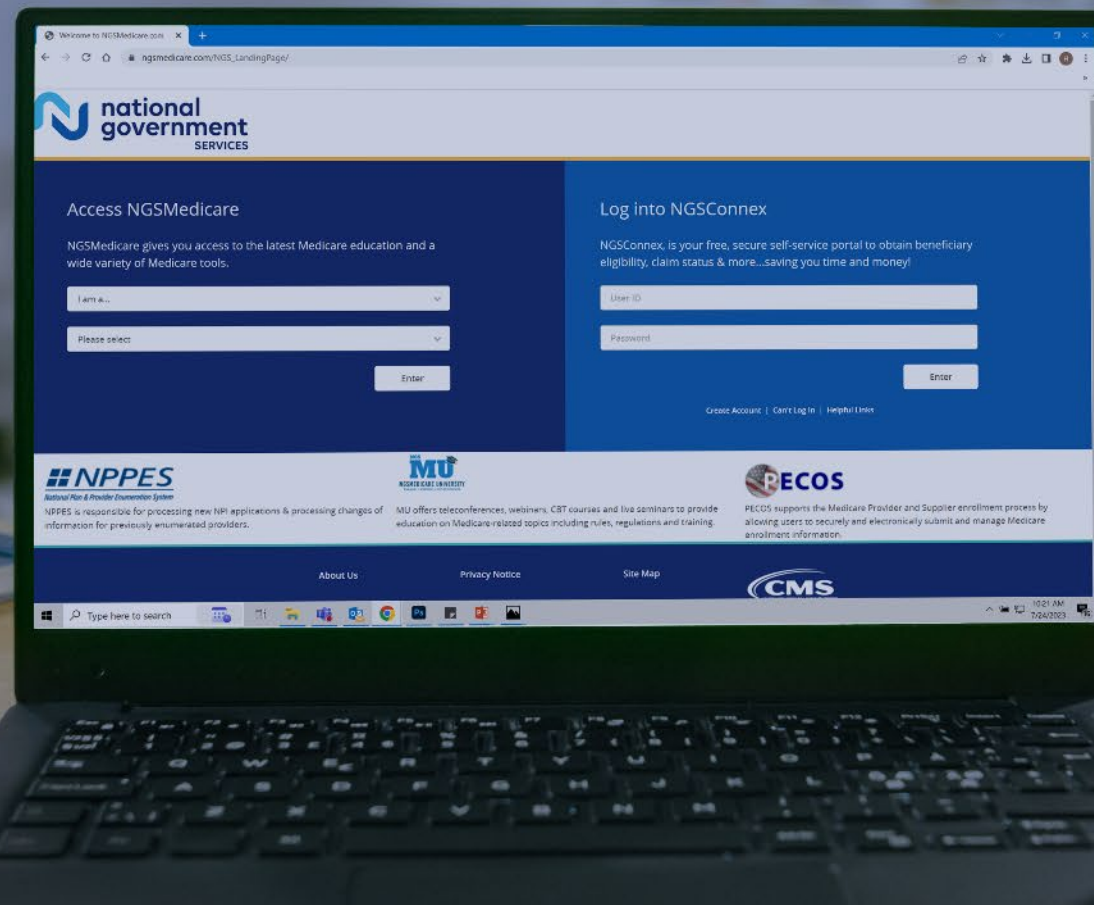 Welcome to NGSMedicare.com
ngsmedicare.com/NGS_LandingPage/
national
government
SERVICES
Access NGSMedicare
NGSMedicare gives you access to the latest Medicare education and a
wide variety of Medicare tools.
I am a...
Please select
Enter
Log into NGSConnex
NGSConnex, is your free, secure self-service portal to obtain beneficiary
eligibility, claim status & more...saving you time and money!
User ID
Password
Enter
Create Account | Can't Log In | Helpful Links
NPPES
National Plan & Provider Enumeration System
NPPES is responsible for processing new NPI applications & processing changes of
information for previously enumerated providers.
MU
MU offers teleconferences, webinars, CBT courses and live seminars to provide
education on Medicare-related topics including rules, regulations and training.
PECOS
PECOS supports the Medicare Provider and Supplier enrollment process by
allowing users to securely and electronically submit and manage Medicare
enrollment information.
About Us
Privacy Notice
Site Map
CMS
Type here to search
10:21 AM
7/24/2023